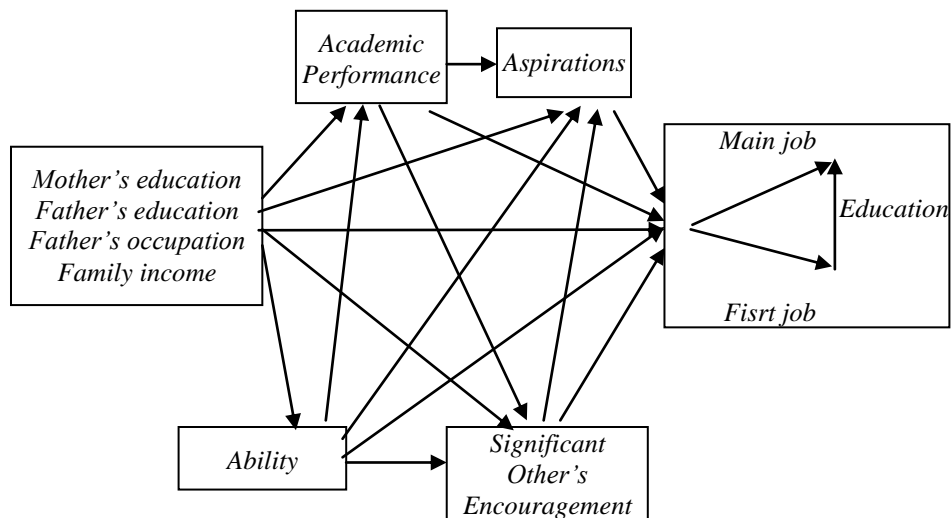 Academic
Performance
Aspirations
Mother's education
Father's education
Father's occupation
Family income
Main job
Education
Fisrt job
Ability
Significant
Other's
Encouragement